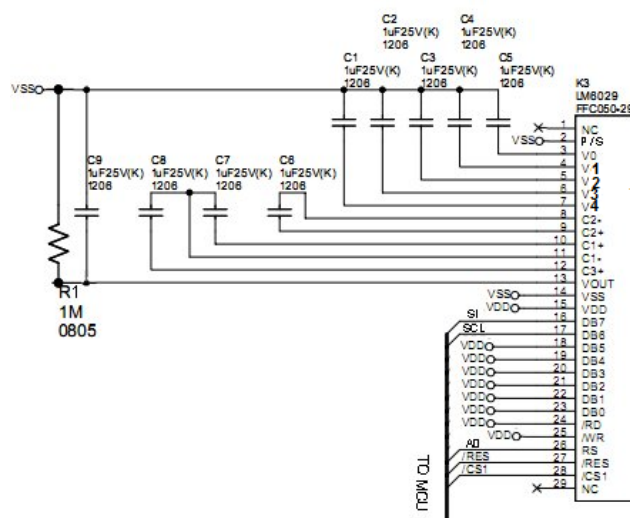 C2
1uF25V(K)
1206
C4
1uF25V(K)
1206
C1
1uF25V(K)
1206
C3
1uF25V(K)
1206
C5
1uF25V(K)
1206
K3
LM6029
FFC050-29
VSS
C9
1uF25V(K)
1206
C8
1uF25V(K)
1206
C7
1uF25V(K)
1206
C6
1uF25V(K)
1206
R1
1M
0805
1 NC
VSS 2 P/S
3 V0
4 V1
5 V2
6 V3
7 V4
8 C2-
9 C2+
10 C1+
11 C1-
12 C3+
13 VOUT
VSS 14 VSS
VDD 15 VDD
SI 16 DB7
SCL 17 DB6
VDD 18 DB5
VDD 19 DB4
VDD 20 DB3
VDD 21 DB2
VDD 22 DB1
VDD 23 DB0
VDD 24 /RD
VDD 25 /WR
A0 26 RS
/RES 27 /RES
/CS1 28 /CS1
29 NC
TO MCU